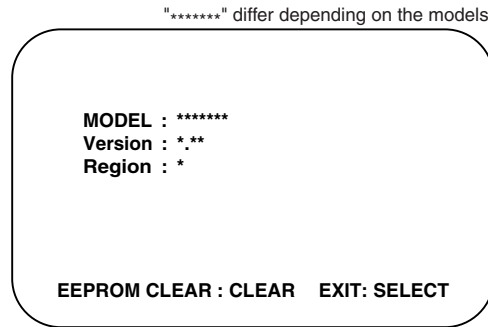 "*******" differ depending on the models
MODEL : *******
Version : *.**
Region : *
EEPROM CLEAR : CLEAR EXIT: SELECT